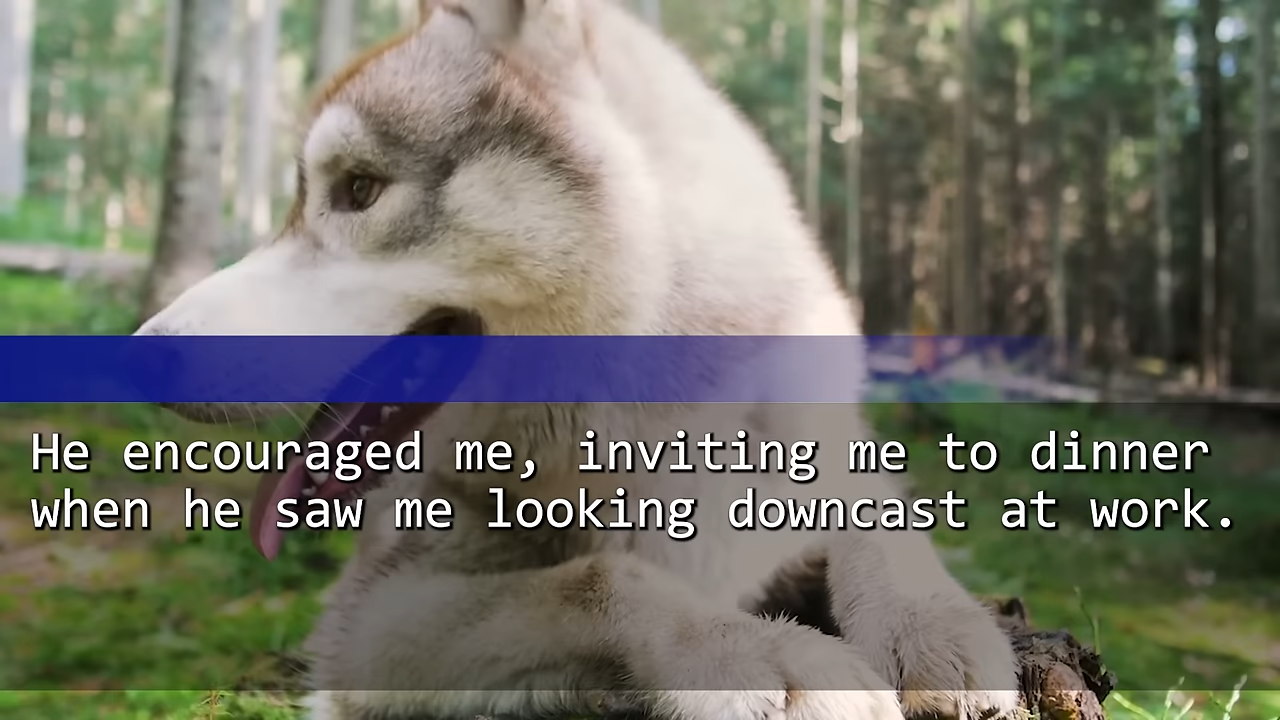 He encouraged me, inviting me to dinner
when he saw me looking downcast at work.